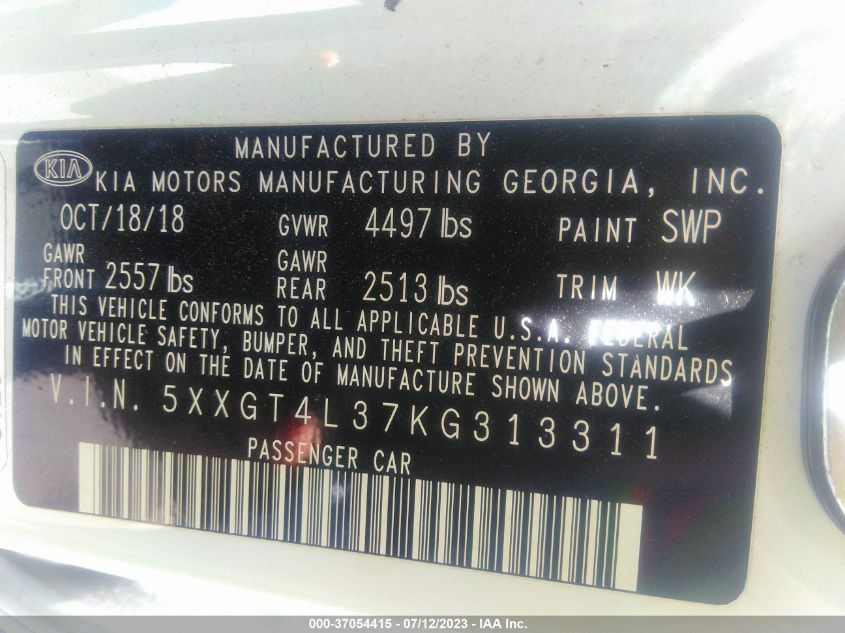 MANUFACTURED BY
KIA KIA MOTORS MANUFACTURING GEORGIA, INC.
OCT/18/18 GVWR 4497 lbs PAINT SWP
GAWR FRONT 2557 lbs GAWR REAR 2513 lbs TRIM WK
THIS VEHICLE CONFORMS TO ALL APPLICABLE U.S.A. FEDERAL
MOTOR VEHICLE SAFETY, BUMPER, AND THEFT PREVENTION STANDARDS
IN EFFECT ON THE DATE OF MANUFACTURE SHOWN ABOVE.
V.I.N. 5XXGT4L37KG313311
PASSENGER CAR
000-37054415 - 07/12/2023 - IAA Inc.